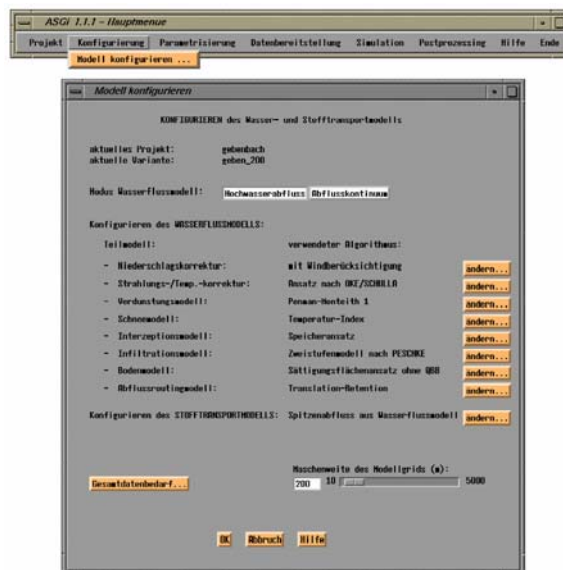 ASGi 1.1.1 - Hauptmenue
Projekt Konfigurierung Parametrisierung Datenbereitstellung Simulation Postprozessing Hilfe Ende
Modell konfigurieren ...
Modell konfigurieren
KONFIGURIEREN des Wasser- und Stofftransportmodells
aktuelles Projekt: gebenbach
aktuelle Variante: geben_200
Modus Wasserflussmodell: Hochwasserabfluss Abflusskontinuum
Konfigurieren des WASSERFLUSSMODELLS:
Teilmodell: verwendeter Algorithmus:
- Niederschlagskorrektur: mit Windberücksichtigung ändern...
- Strahlungs-/Temp.-korrektur: Ansatz nach OKE/SCHULLA ändern...
- Verdunstungsmodell: Penman-Monteith 1 ändern...
- Schneemodell: Temperatur-Index ändern...
- Interzeptionsmodell: Speicheransatz ändern...
- Infiltrationsmodell: Zweistufenmodell nach PESCHKE ändern...
- Bodenmodell: Sättigungsflächenansatz ohne QBB ändern...
- Abflussroutingmodell: Translation-Retention ändern...
Konfigurieren des STOFFTRANSPORTMODELLS: Spitzenabfluss aus Wasserflussmodell ändern...
Maschenweite des Modellgrids (m):
Gesamtdatenbedarf... 200 10 5000
OK Abbruch Hilfe